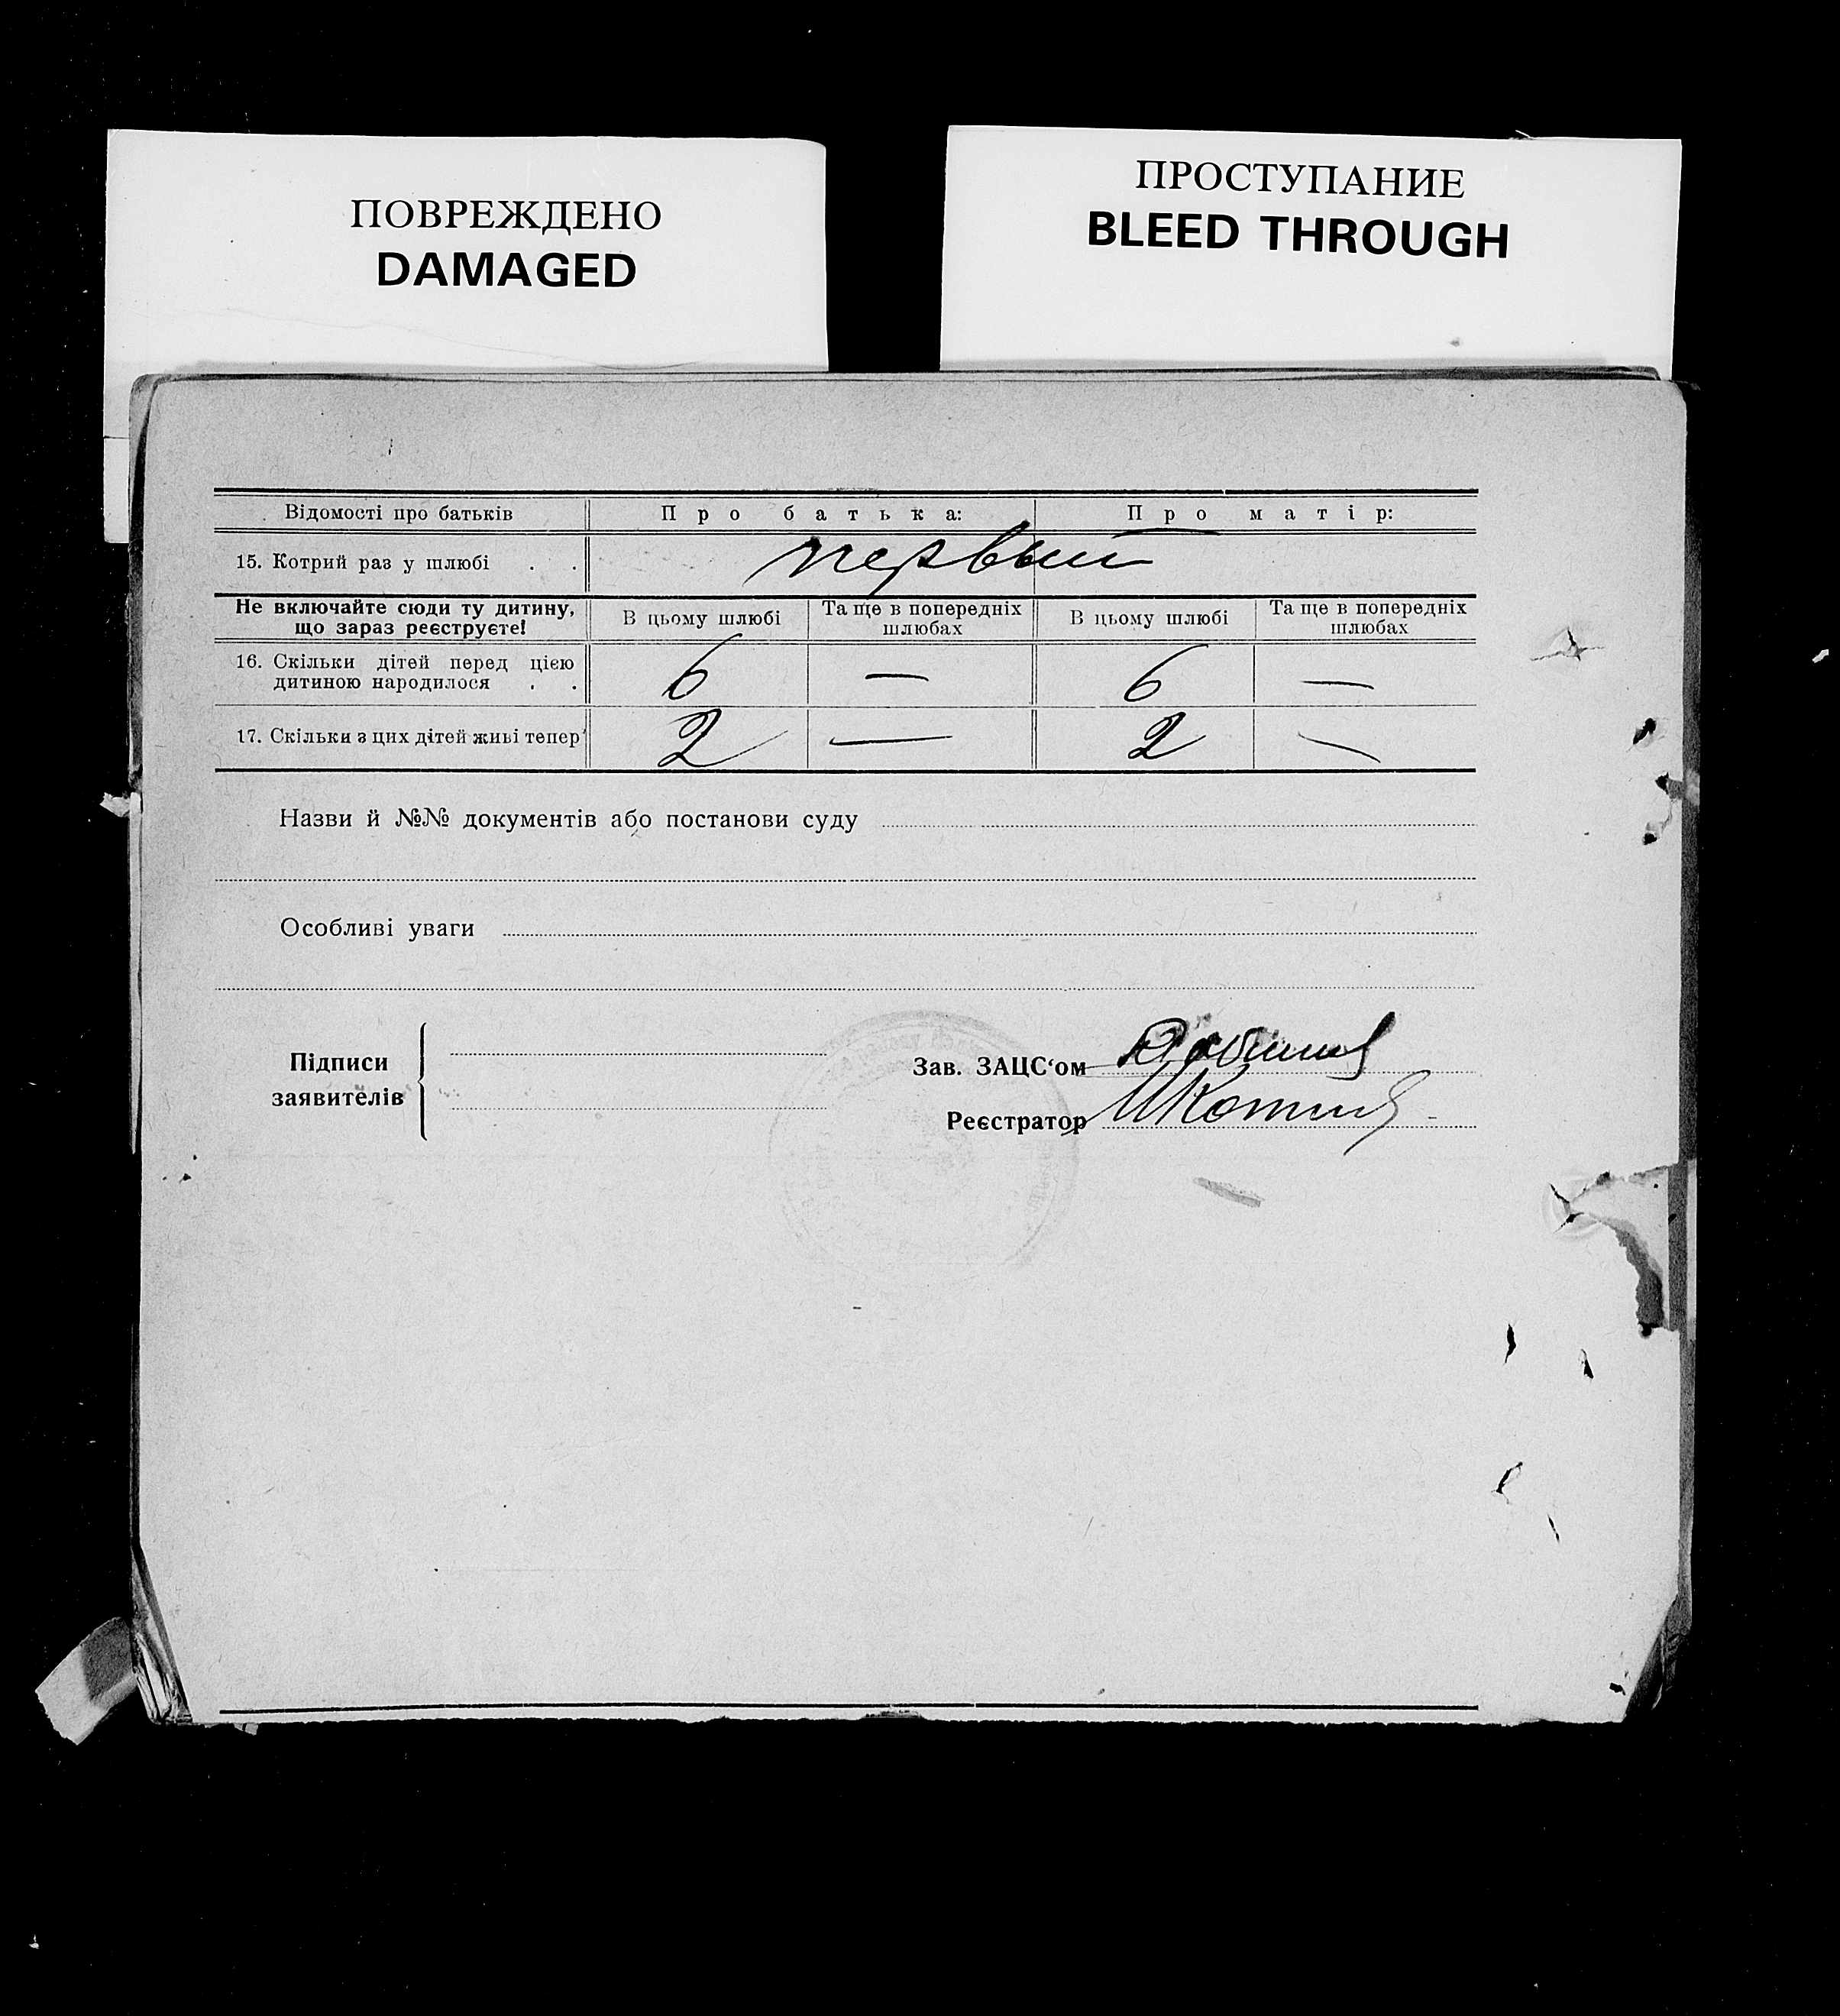 ПОВРЕЖДЕНО
DAMAGED
ПРОСТУПАНИЕ
BLEED THROUGH
Відомості про батьків Про батька: Про матір:
15. Котрий раз у шлюбі . . первый
Не включайте сюди ту дитину, що зараз реєструєте! В цьому шлюбі Та ще в попередніх шлюбах В цьому шлюбі Та ще в попередніх шлюбах
16. Скільки дітей перед цією
дитиною народилося . . 6 — 6 —
17. Скільки з цих дітей живі тепер 2 — 2 —
Назви й №№ документів або постанови суду
Особливі уваги
Підписи
заявителів
Зав. ЗАЦС‘ом
Реєстратор